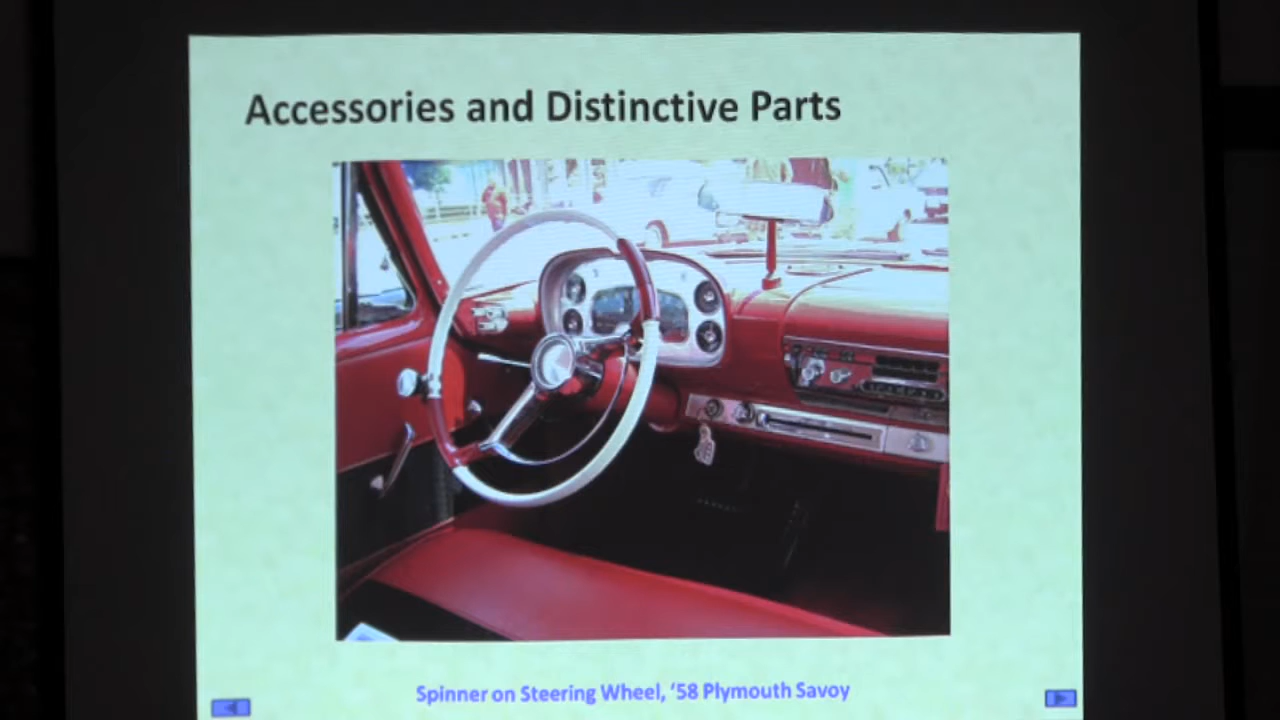 Accessories and Distinctive Parts
Spinner on Steering Wheel, ‘58 Plymouth Savoy